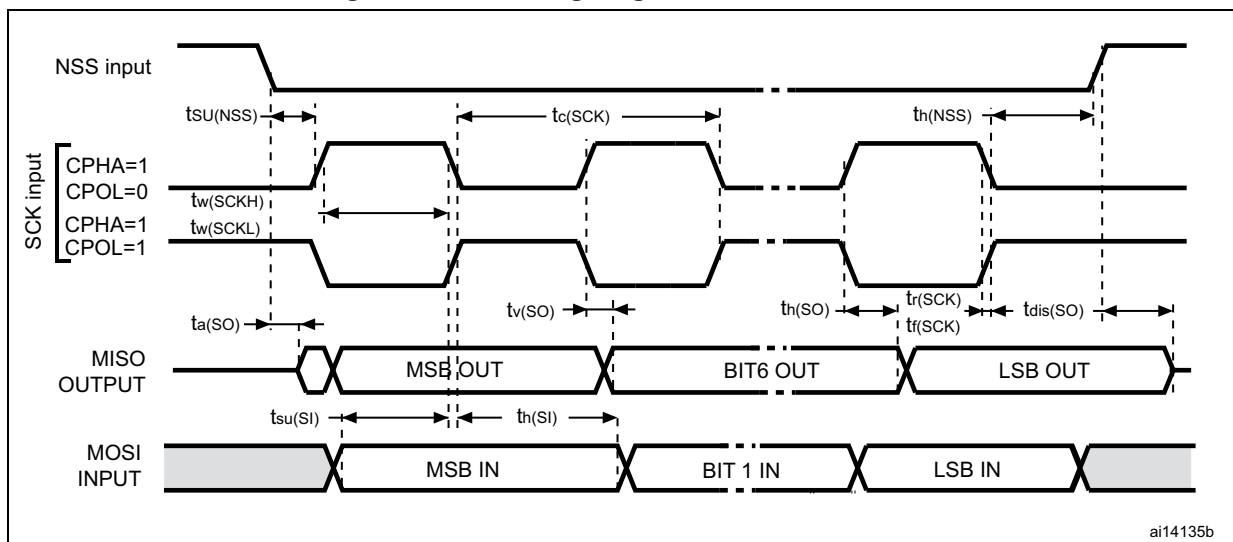 NSS input
tSU(NSS)
tc(SCK)
th(NSS)
SCK input
CPHA=1
CPOL=0
tw(SCKH)
CPHA=1
tw(SCKL)
CPOL=1
ta(SO)
tv(SO)
th(SO)
tr(SCK)
tf(SCK)
tdis(SO)
MISO
OUTPUT
MSB OUT
BIT6 OUT
LSB OUT
tsu(SI)
th(SI)
MOSI
INPUT
MSB IN
BIT 1 IN
LSB IN
ai14135b